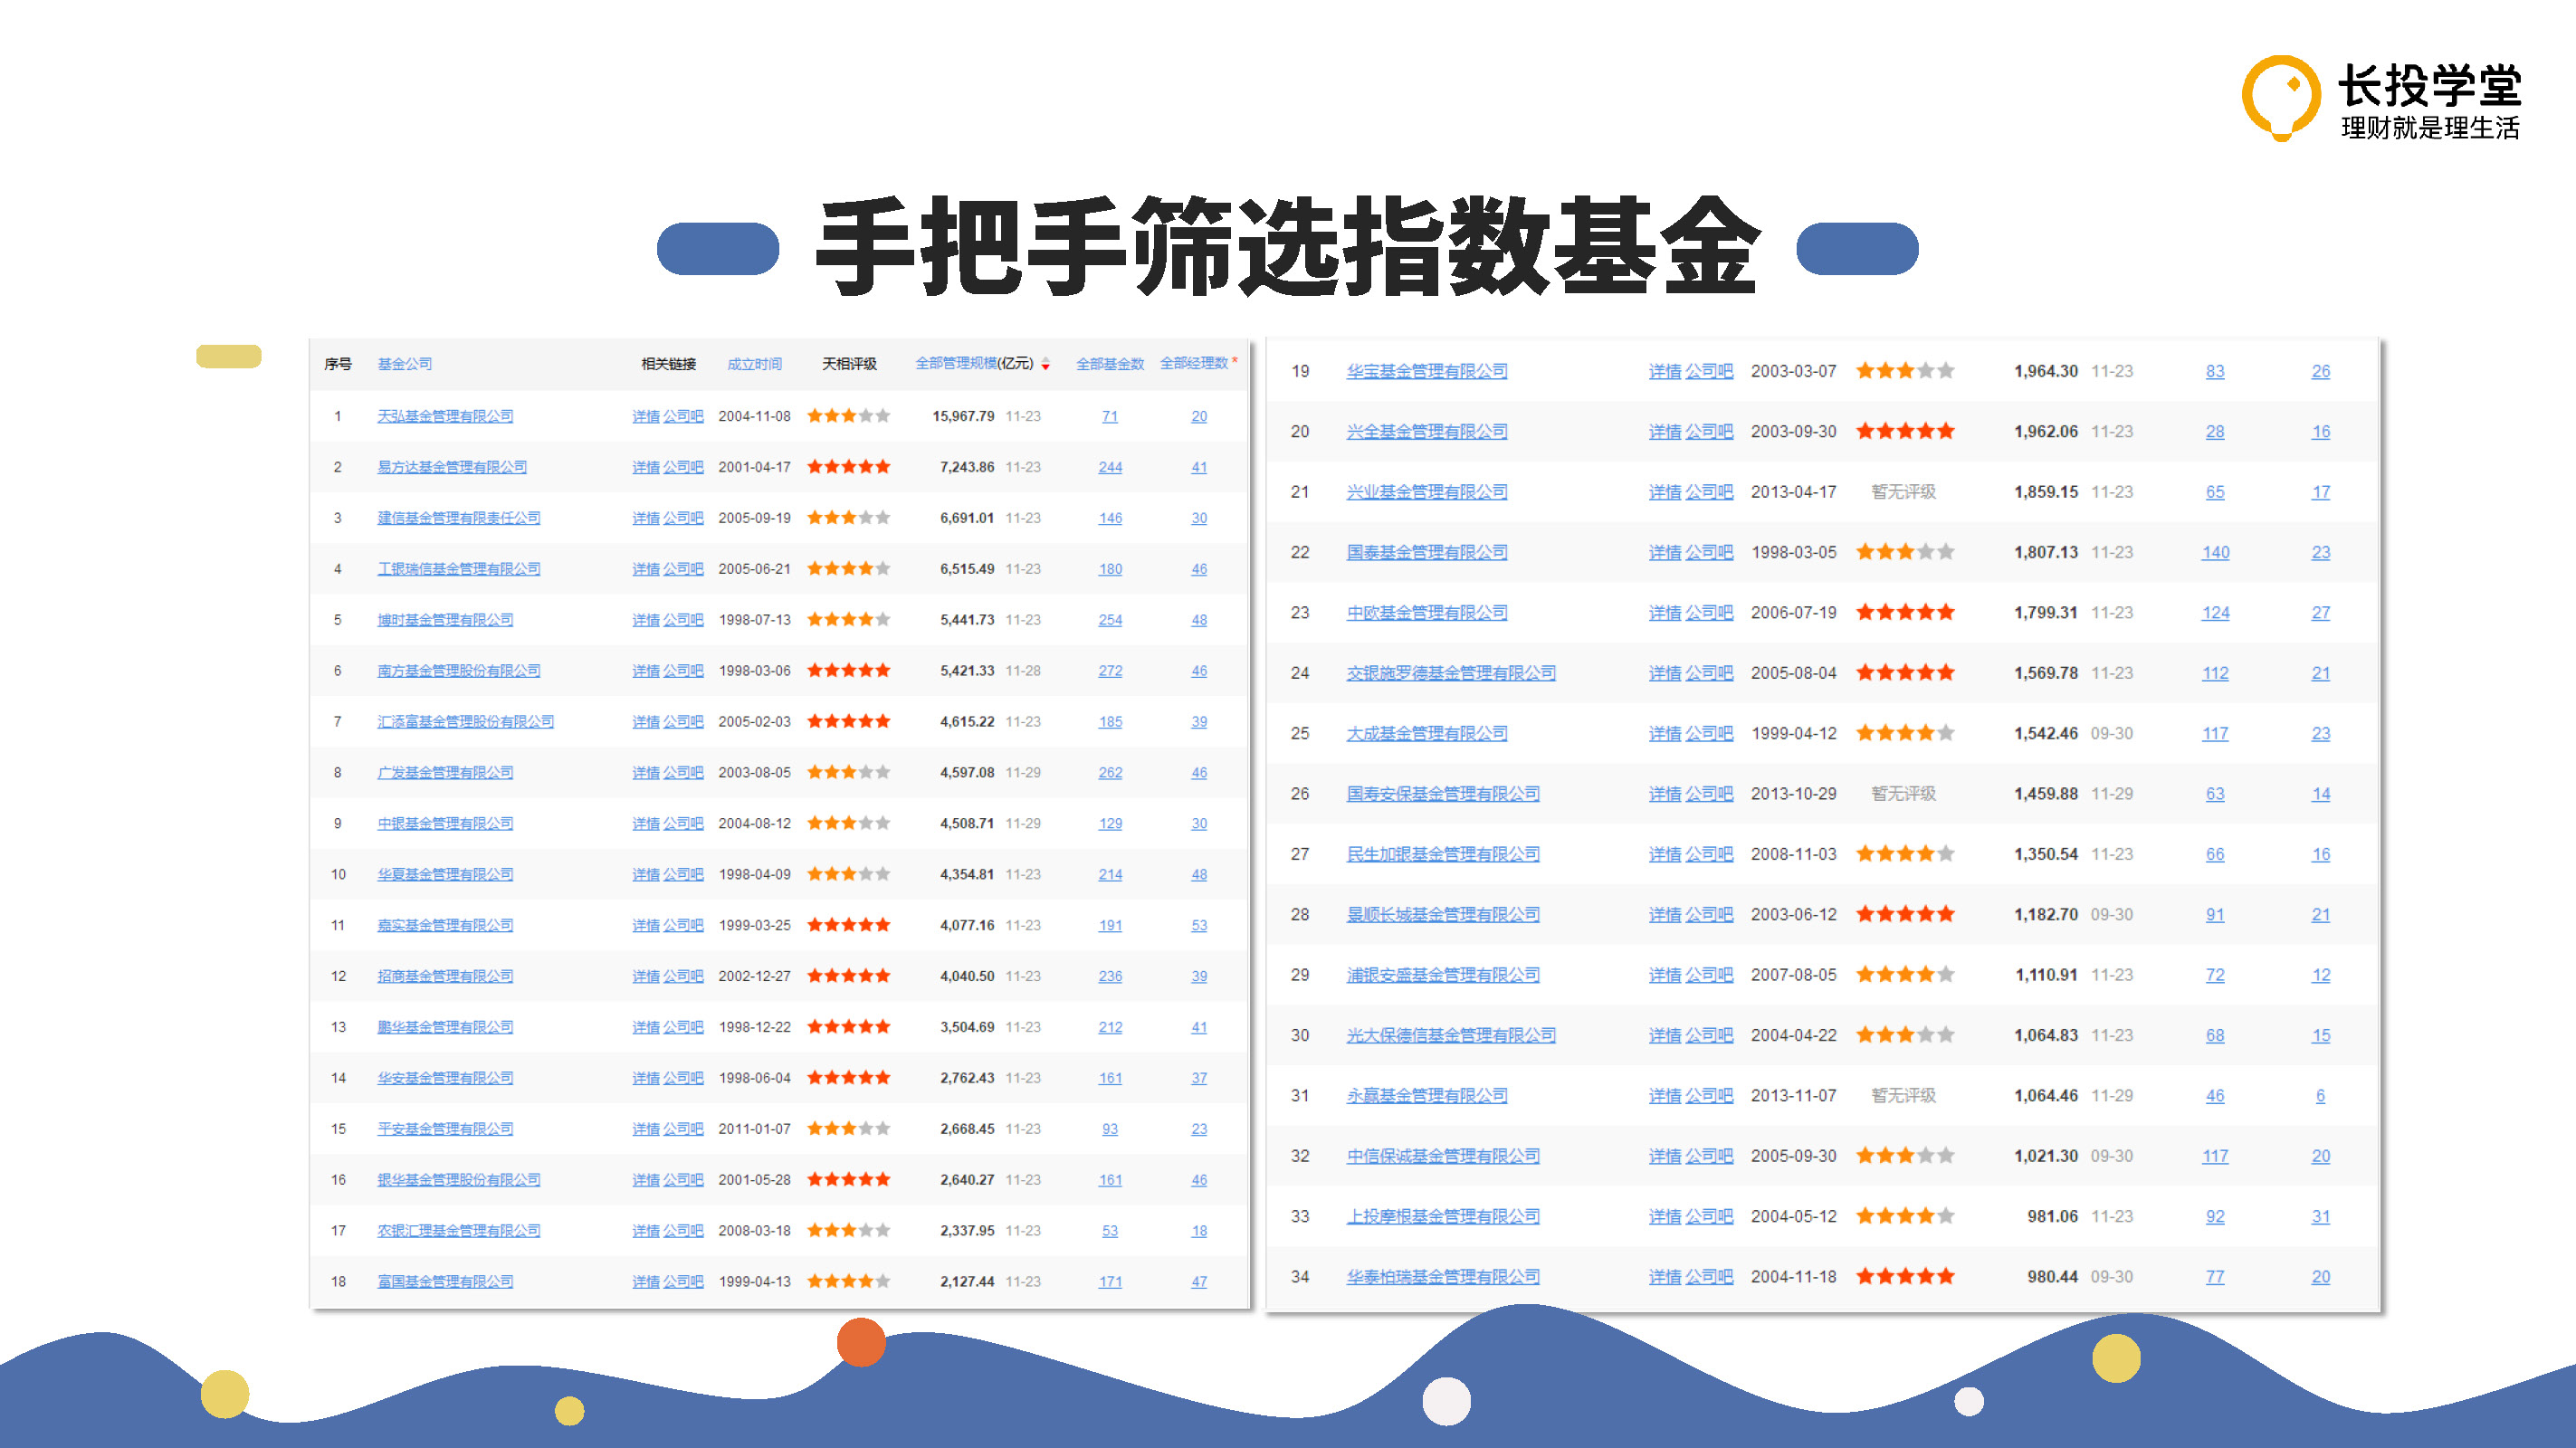 长投学堂
理财就是理生活
手把手筛选指数基金
序号 基金公司 相关链接 成立时间 天相评级 全部管理规模(亿元) 全部基金数 全部经理数 *
1 天弘基金管理有限公司 详情 公司吧 2004-11-08 ★★★★★ 15,967.79 11-23 71 20
2 易方达基金管理有限公司 详情 公司吧 2001-04-17 ★★★★★ 7,243.86 11-23 244 41
3 建信基金管理有限责任公司 详情 公司吧 2005-09-19 ★★★★★ 6,691.01 11-23 146 30
4 工银瑞信基金管理有限公司 详情 公司吧 2005-06-21 ★★★★★ 6,515.49 11-23 180 46
5 博时基金管理有限公司 详情 公司吧 1998-07-13 ★★★★★ 5,441.73 11-23 254 48
6 南方基金管理股份有限公司 详情 公司吧 1998-03-06 ★★★★★ 5,421.33 11-28 272 46
7 汇添富基金管理股份有限公司 详情 公司吧 2005-02-03 ★★★★★ 4,615.22 11-23 185 39
8 广发基金管理有限公司 详情 公司吧 2003-08-05 ★★★★★ 4,597.08 11-29 262 46
9 中银基金管理有限公司 详情 公司吧 2004-08-12 ★★★★★ 4,508.71 11-29 129 30
10 华夏基金管理有限公司 详情 公司吧 1998-04-09 ★★★★★ 4,354.81 11-23 214 48
11 嘉实基金管理有限公司 详情 公司吧 1999-03-25 ★★★★★ 4,077.16 11-23 191 53
12 招商基金管理有限公司 详情 公司吧 2002-12-27 ★★★★★ 4,040.50 11-23 236 39
13 鹏华基金管理有限公司 详情 公司吧 1998-12-22 ★★★★★ 3,504.69 11-23 212 41
14 华安基金管理有限公司 详情 公司吧 1998-06-04 ★★★★★ 2,762.43 11-23 161 37
15 平安基金管理有限公司 详情 公司吧 2011-01-07 ★★★★★ 2,668.45 11-23 93 23
16 银华基金管理股份有限公司 详情 公司吧 2001-05-28 ★★★★★ 2,640.27 11-23 161 46
17 农银汇理基金管理有限公司 详情 公司吧 2008-03-18 ★★★★★ 2,337.95 11-23 53 18
18 富国基金管理有限公司 详情 公司吧 1999-04-13 ★★★★★ 2,127.44 11-23 171 47
19 华宝基金管理有限公司 详情 公司吧 2003-03-07 ★★★★★ 1,964.30 11-23 83 26
20 兴全基金管理有限公司 详情 公司吧 2003-09-30 ★★★★★ 1,962.06 11-23 28 16
21 兴业基金管理有限公司 详情 公司吧 2013-04-17 暂无评级 1,859.15 11-23 65 17
22 国泰基金管理有限公司 详情 公司吧 1998-03-05 ★★★★★ 1,807.13 11-23 140 23
23 中欧基金管理有限公司 详情 公司吧 2006-07-19 ★★★★★ 1,799.31 11-23 124 27
24 交银施罗德基金管理有限公司 详情 公司吧 2005-08-04 ★★★★★ 1,569.78 11-23 112 21
25 大成基金管理有限公司 详情 公司吧 1999-04-12 ★★★★★ 1,542.46 09-30 117 23
26 国寿安保基金管理有限公司 详情 公司吧 2013-10-29 暂无评级 1,459.88 11-29 63 14
27 民生加银基金管理有限公司 详情 公司吧 2008-11-03 ★★★★★ 1,350.54 11-23 66 16
28 景顺长城基金管理有限公司 详情 公司吧 2003-06-12 ★★★★★ 1,182.70 09-30 91 21
29 浦银安盛基金管理有限公司 详情 公司吧 2007-08-05 ★★★★★ 1,110.91 11-23 72 12
30 光大保德信基金管理有限公司 详情 公司吧 2004-04-22 ★★★★★ 1,064.83 11-23 68 15
31 永赢基金管理有限公司 详情 公司吧 2013-11-07 暂无评级 1,064.46 11-29 46 6
32 中信保诚基金管理有限公司 详情 公司吧 2005-09-30 ★★★★★ 1,021.30 09-30 117 20
33 上投摩根基金管理有限公司 详情 公司吧 2004-05-12 ★★★★★ 981.06 11-23 92 31
34 华泰柏瑞基金管理有限公司 详情 公司吧 2004-11-18 ★★★★★ 980.44 09-30 77 20